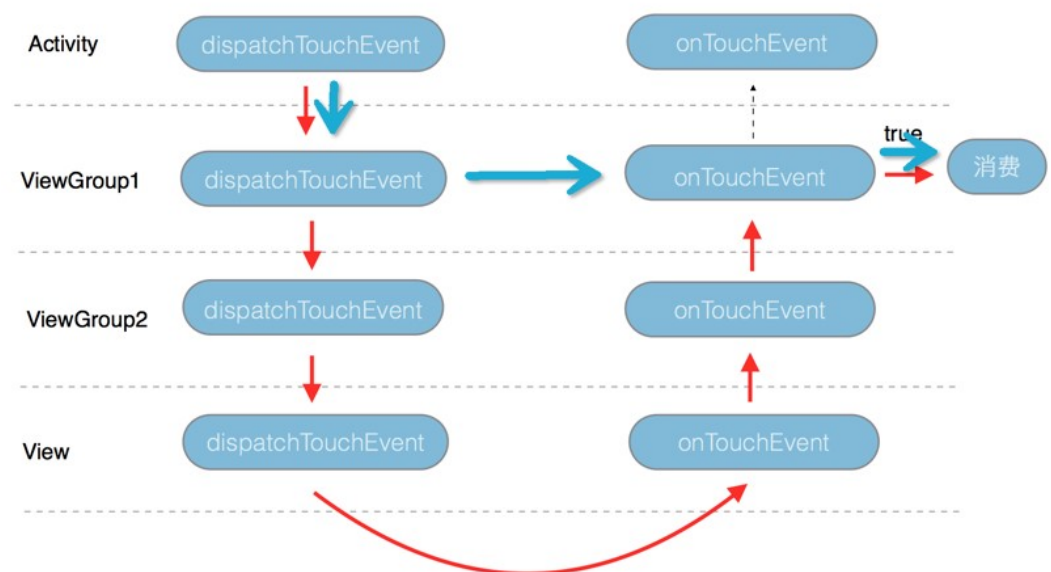 Activity
dispatchTouchEvent
onTouchEvent
true
ViewGroup1
dispatchTouchEvent
onTouchEvent
消费
ViewGroup2
dispatchTouchEvent
onTouchEvent
View
dispatchTouchEvent
onTouchEvent